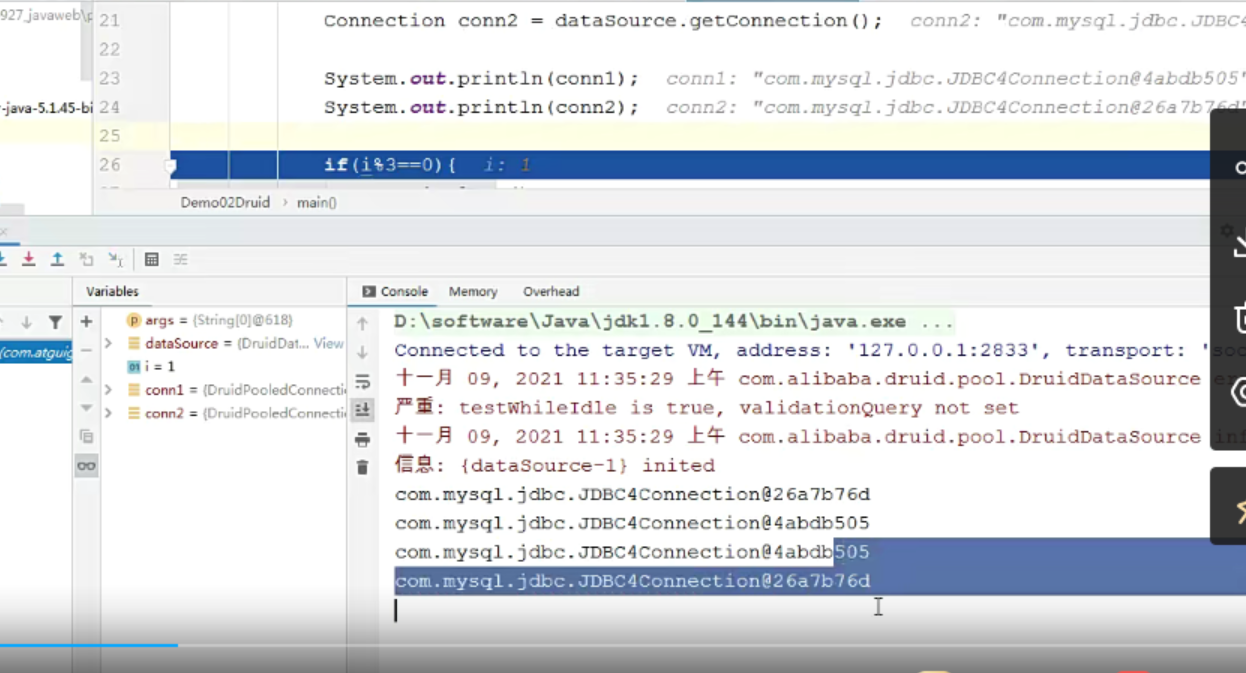 927_javaweb\p
21 Connection conn2 = dataSource.getConnection(); conn2: "com.mysql.jdbc.JDBC4
22
23 System.out.println(conn1); conn1: "com.mysql.jdbc.JDBC4Connection@4abdb505"
-java-5.1.45-bi
24 System.out.println(conn2); conn2: "com.mysql.jdbc.JDBC4Connection@26a7b76d"
25
26 if(i%3==0){ i: 1
Demo02Druid › main()
Variables
Console Memory Overhead
args = {String[0]@618}
dataSource = {DruidDat... View
(com.atguig
i = 1
conn1 = {DruidPooledConnecti
conn2 = {DruidPooledConnecti
D:\software\Java\jdk1.8.0_144\bin\java.exe ...
Connected to the target VM, address: '127.0.0.1:2833', transport: 'soc
十一月 09, 2021 11:35:29 上午 com.alibaba.druid.pool.DruidDataSource
严重: testWhileIdle is true, validationQuery not set
十一月 09, 2021 11:35:29 上午 com.alibaba.druid.pool.DruidDataSource inf
信息: {dataSource-1} inited
com.mysql.jdbc.JDBC4Connection@26a7b76d
com.mysql.jdbc.JDBC4Connection@4abdb505
com.mysql.jdbc.JDBC4Connection@4abdb505
com.mysql.jdbc.JDBC4Connection@26a7b76d